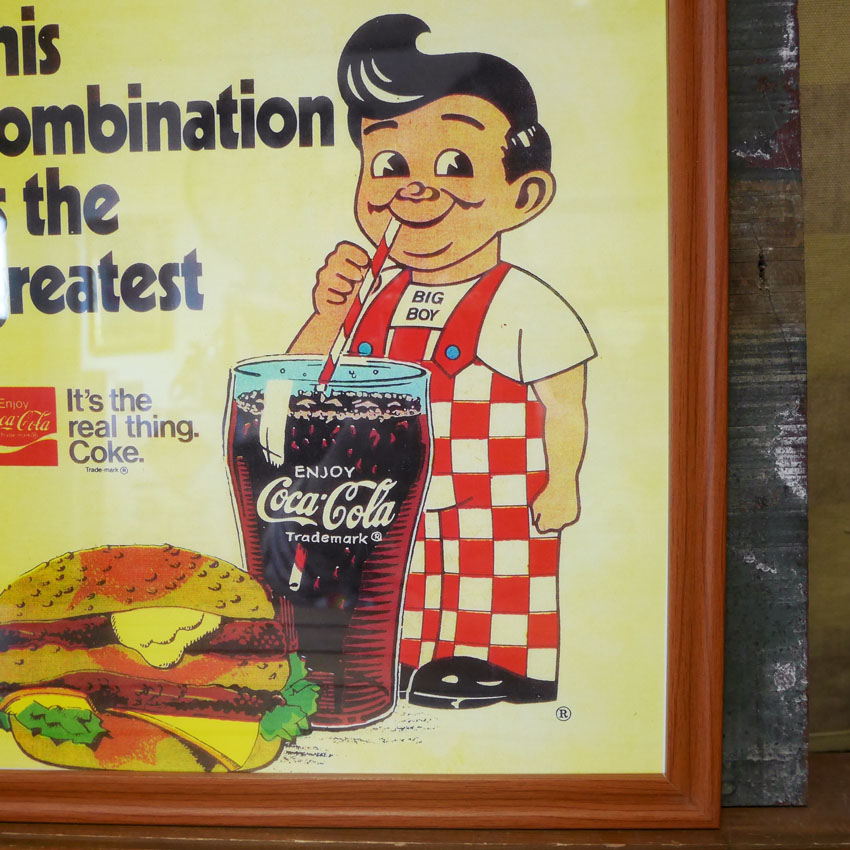 his
ombination
s the
reatest
BIG
BOY
Enjoy
ca-Cola
It's the
real thing.
Coke.
Trade-mark ®
ENJOY
Coca-Cola
Trademark ®
®